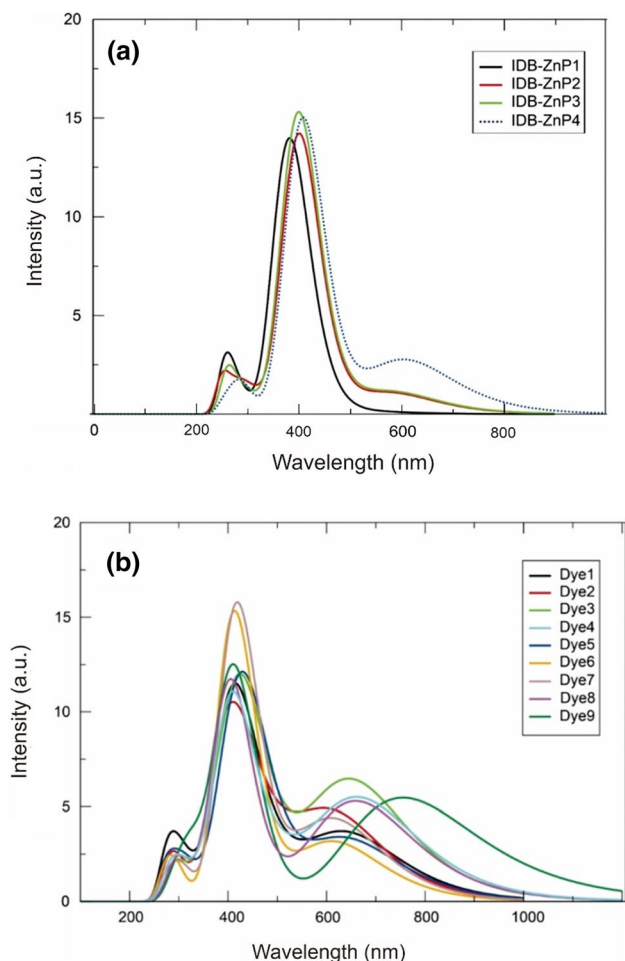 20
(a)
IDB-ZnP1
IDB-ZnP2
IDB-ZnP3
IDB-ZnP4
15
10
5
Intensity (a.u.)
0 200 400 600 800
Wavelength (nm)
20
(b)
Dye1
Dye2
Dye3
Dye4
Dye5
Dye6
Dye7
Dye8
Dye9
15
10
5
0
Intensity (a.u.)
200 400 600 800 1000
Wavelength (nm)